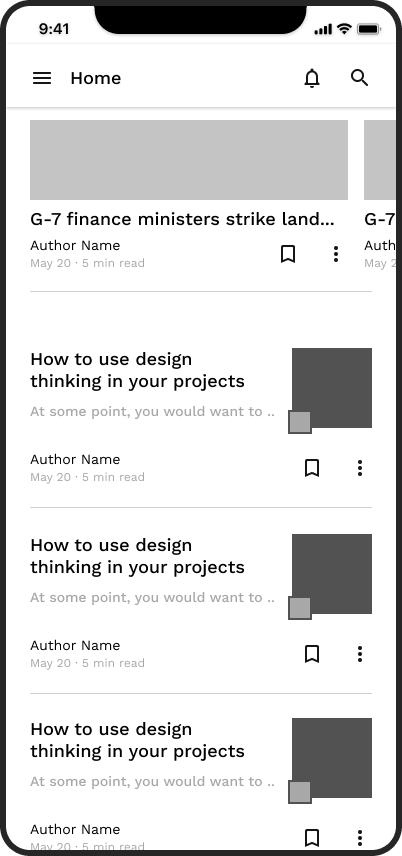 9:41
Home
G-7 finance ministers strike land...
G-7
Author Name
Auth
May 20 · 5 min read
May 2
How to use design
thinking in your projects
At some point, you would want to ..
Author Name
May 20 · 5 min read
How to use design
thinking in your projects
At some point, you would want to ..
Author Name
May 20 · 5 min read
How to use design
thinking in your projects
At some point, you would want to ..
Author Name
May 20 · 5 min read